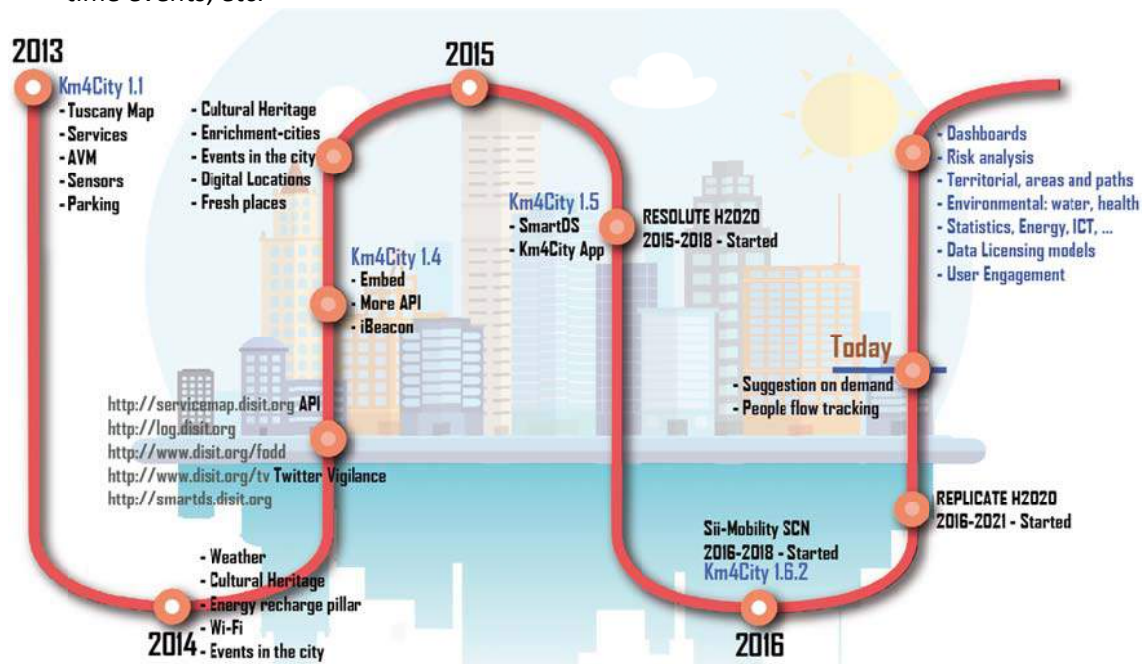 time events, etc.
2013
Km4City 1.1
- Tuscany Map
- Services
- AVM
- Sensors
- Parking
- Weather
- Cultural Heritage
- Energy recharge pillar
- Wi-Fi
- Events in the city
2014
http://servicemap.disit.org API
http://log.disit.org
http://www.disit.org/fodd
http://www.disit.org/tv Twitter Vigilance
http://smartds.disit.org
Km4City 1.4
- Embed
- More API
- iBeacon
- Cultural Heritage
- Enrichment-cities
- Events in the city
- Digital Locations
- Fresh places
2015
Km4City 1.5
- SmartDS
- Km4City App
RESOLUTE H2020
2015-2018 - Started
Sii-Mobility SCN
2016-2018 - Started
Km4City 1.6.2
2016
REPLICATE H2020
2016-2021 - Started
Today
- Suggestion on demand
- People flow tracking
- Dashboards
- Risk analysis
- Territorial, areas and paths
- Environmental: water, health
- Statistics, Energy, ICT, ...
- Data Licensing models
- User Engagement